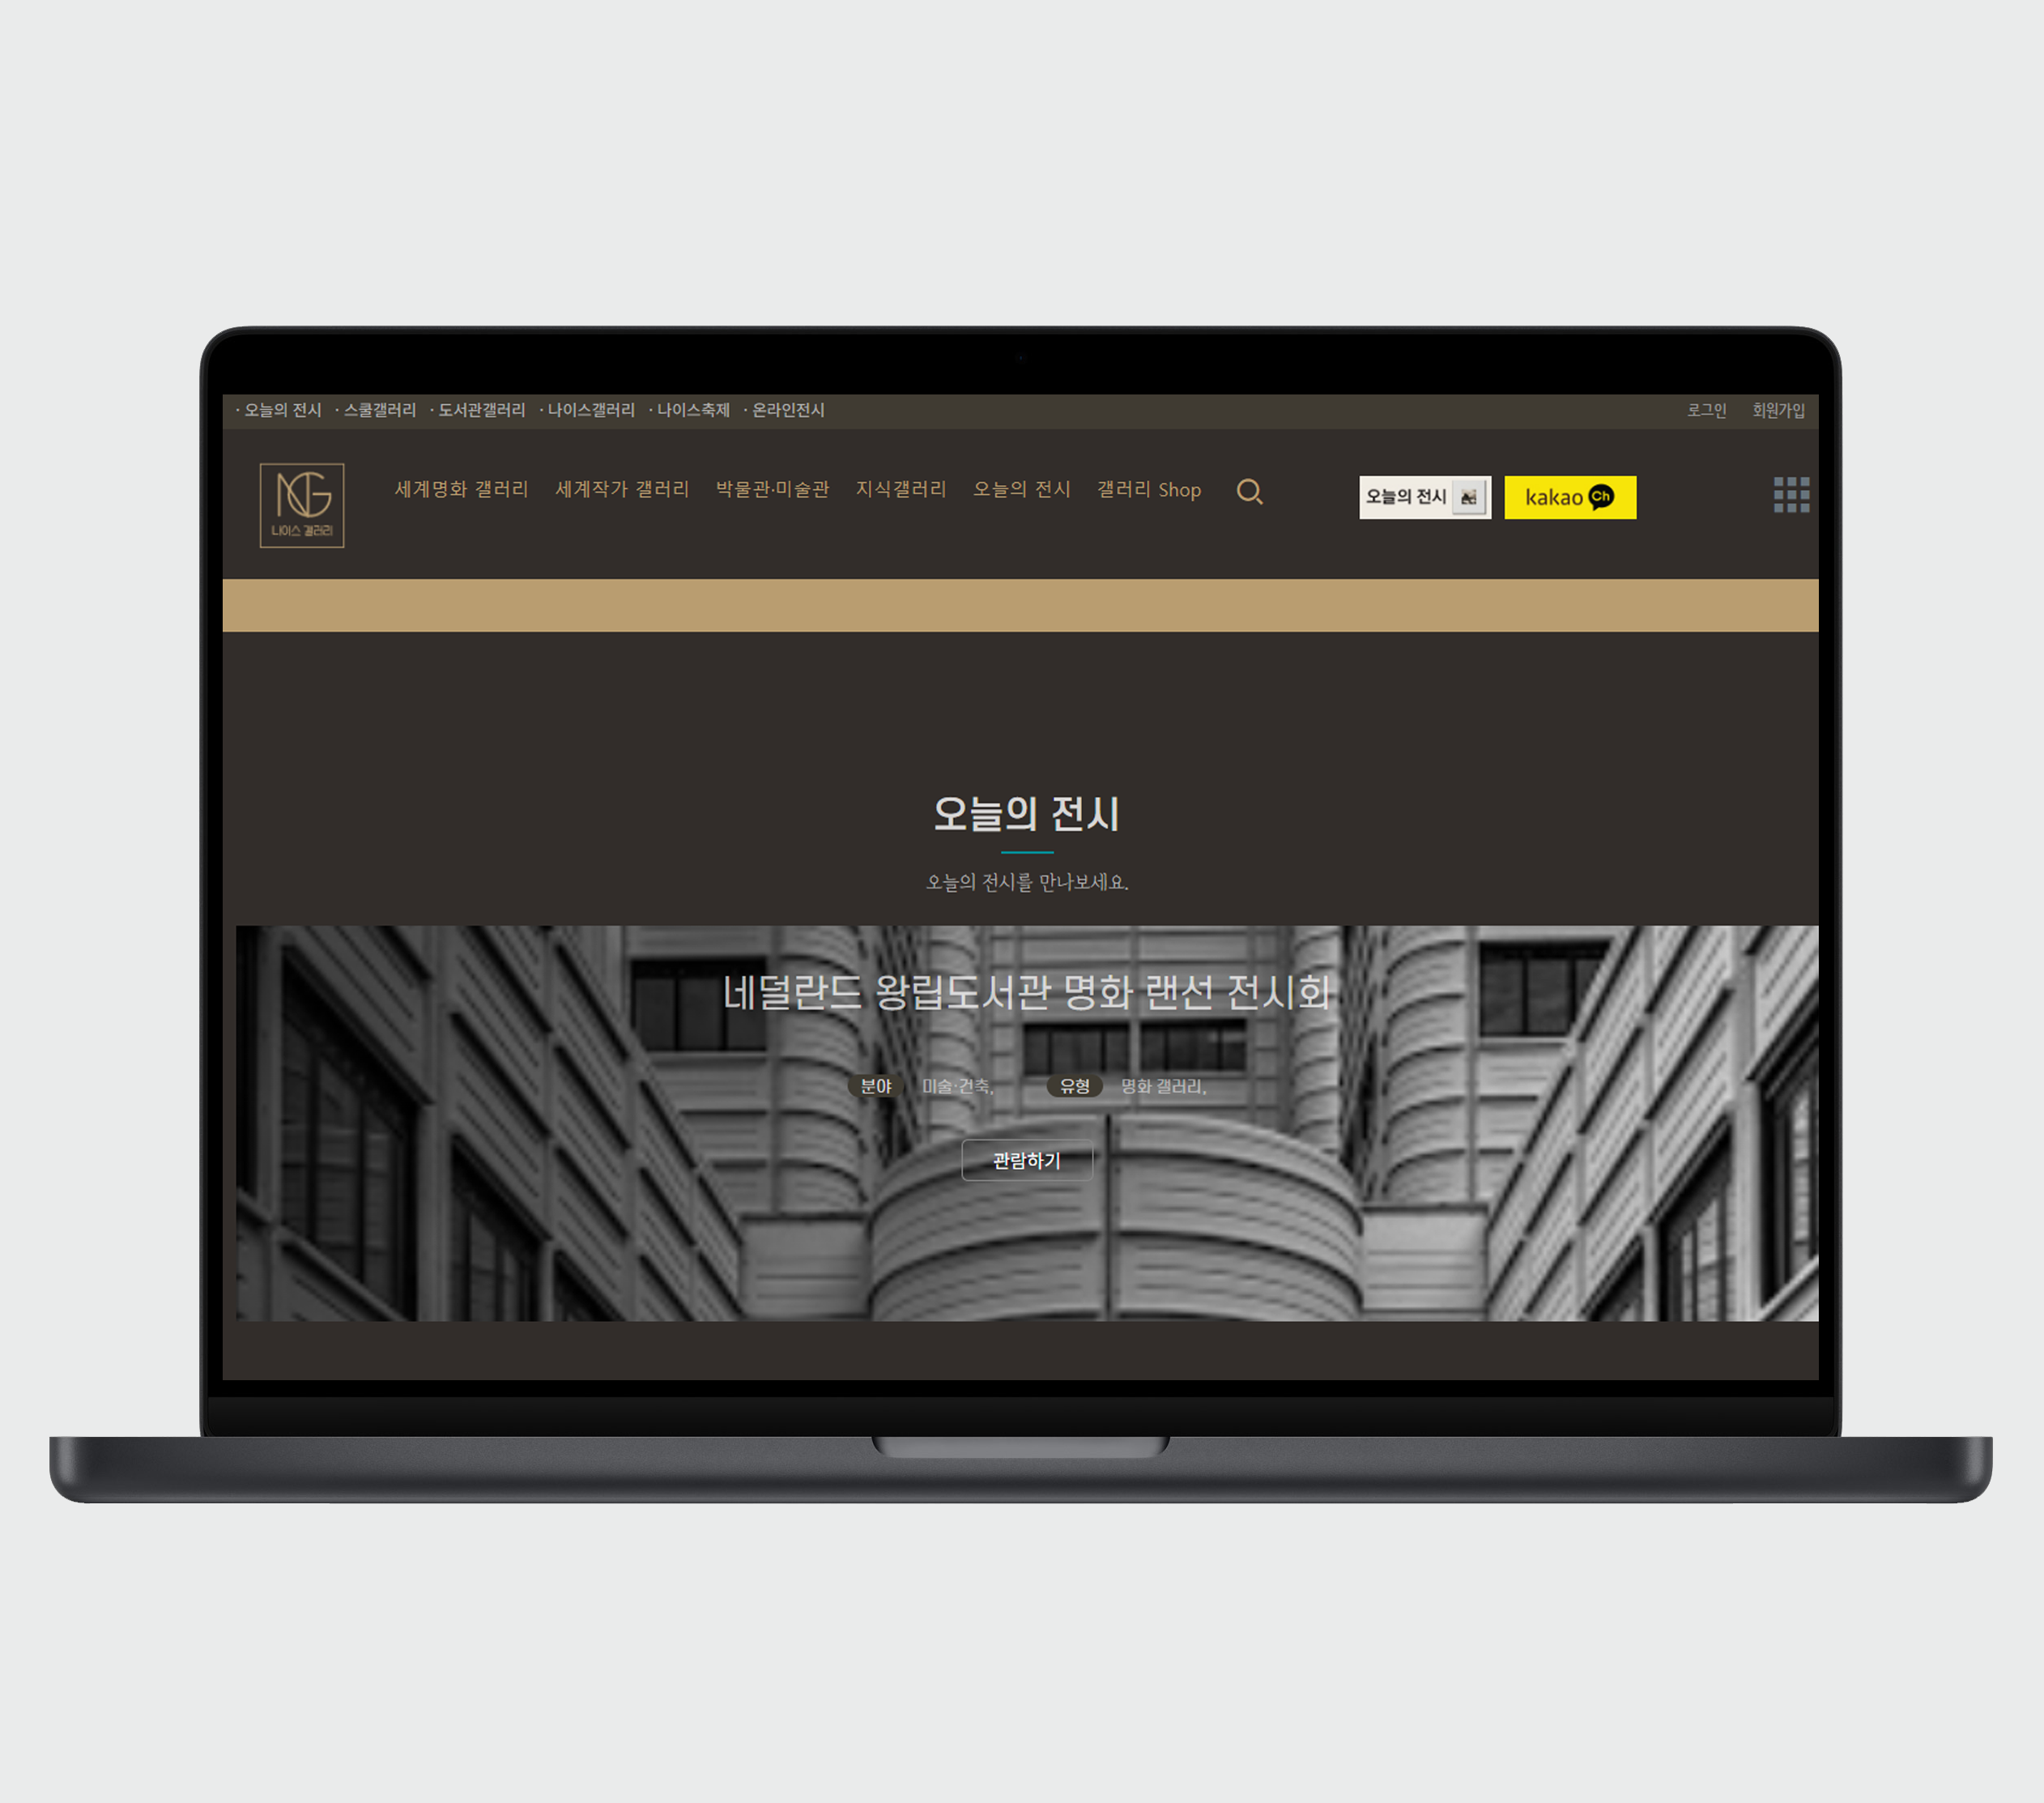 · 오늘의 전시 · 스쿨갤러리 · 도서관갤러리 · 나이스갤러리 · 나이스축제 · 온라인전시 로그인 회원가입
NG
나이스 갤러리
세계명화 갤러리 세계작가 갤러리 박물관·미술관 지식갤러리 오늘의 전시 갤러리 Shop 오늘의 전시 kakao Ch
오늘의 전시
오늘의 전시를 만나보세요.
네덜란드 왕립도서관 명화 랜선 전시회
분야 미술·건축, 유형 명화 갤러리,
관람하기